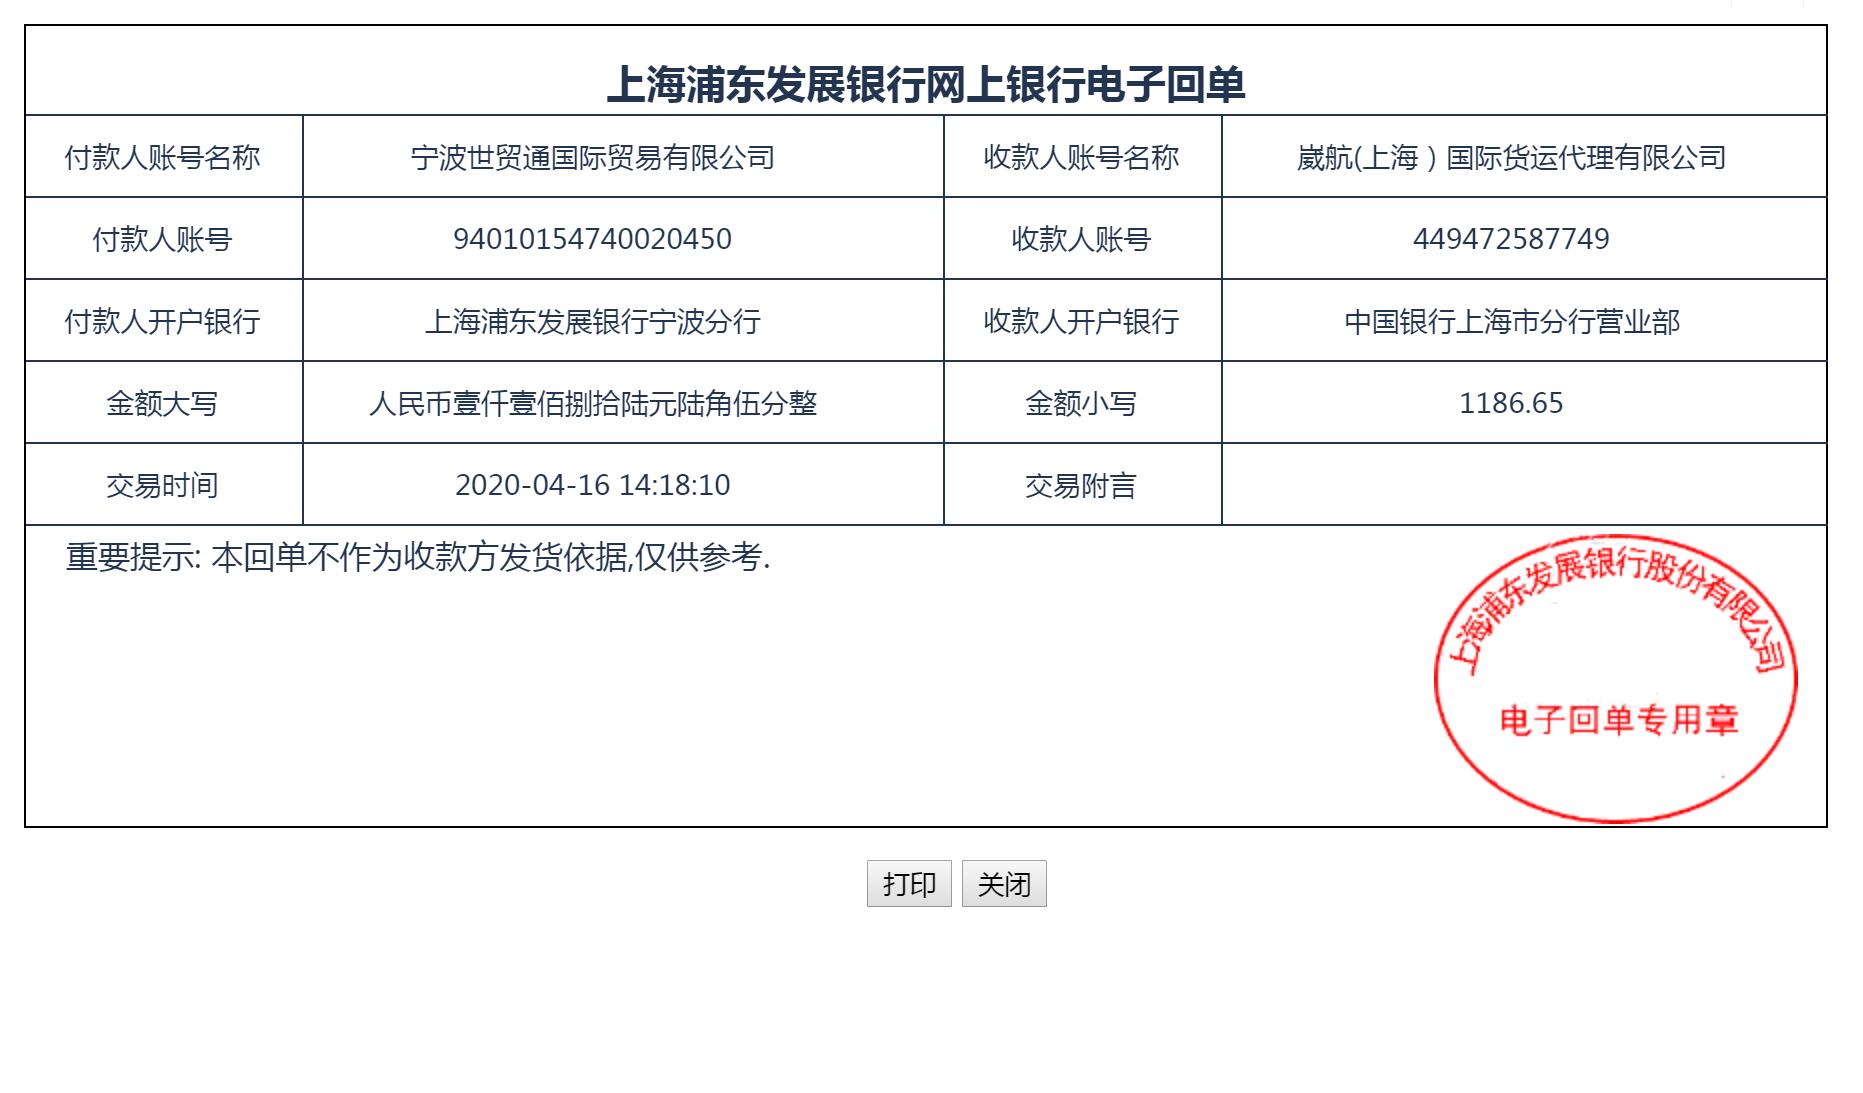 上海浦东发展银行网上银行电子回单
付款人账号名称 宁波世贸通国际贸易有限公司 收款人账号名称 崴航(上海）国际货运代理有限公司
付款人账号 94010154740020450 收款人账号 449472587749
付款人开户银行 上海浦东发展银行宁波分行 收款人开户银行 中国银行上海市分行营业部
金额大写 人民币壹仟壹佰捌拾陆元陆角伍分整 金额小写 1186.65
交易时间 2020-04-16 14:18:10 交易附言
重要提示: 本回单不作为收款方发货依据,仅供参考.
上海浦东发展银行股份有限公司
电子回单专用章
打印 关闭